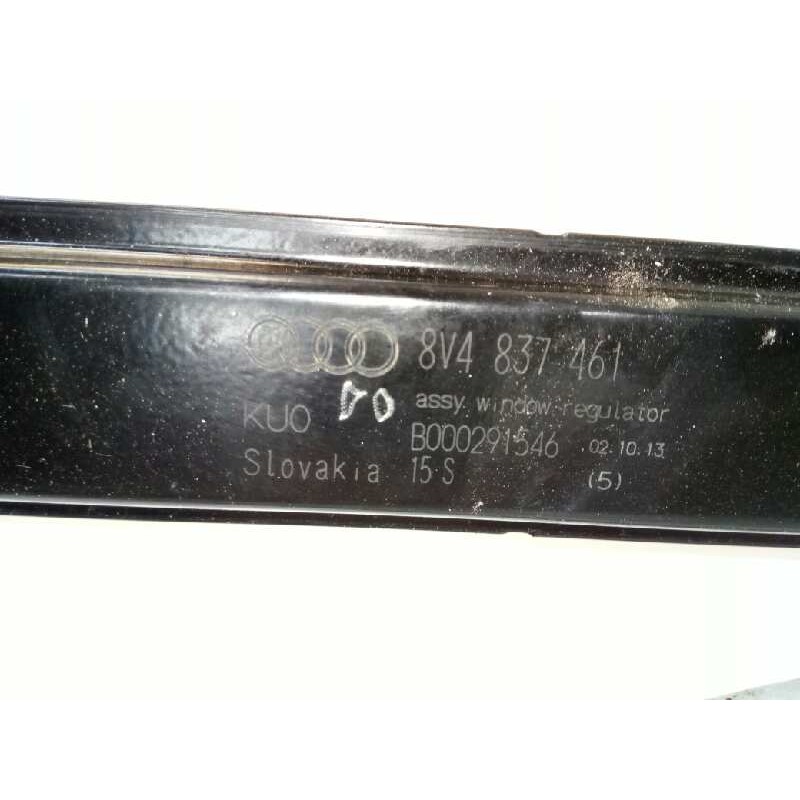 8V4 837 461
assy. window-regulator
KUO
B000291546 02.10.13
Slovakia 15-S (5)